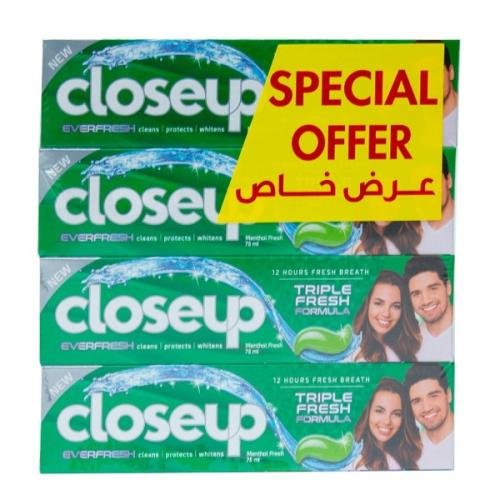 NEW
closeup
EVERFRESH cleans | protects | whitens
SPECIAL
OFFER
عرض خاص
NEW
closeup
EVERFRESH cleans | protects | whitens
Menthol Fresh
75 ml
closeup
EVERFRESH cleans | protects | whitens
Menthol Fresh
75 ml
12 HOURS FRESH BREATH
TRIPLE
FRESH
FORMULA
NEW
closeup
EVERFRESH cleans | protects | whitens
Menthol Fresh
75 ml
12 HOURS FRESH BREATH
TRIPLE
FRESH
FORMULA